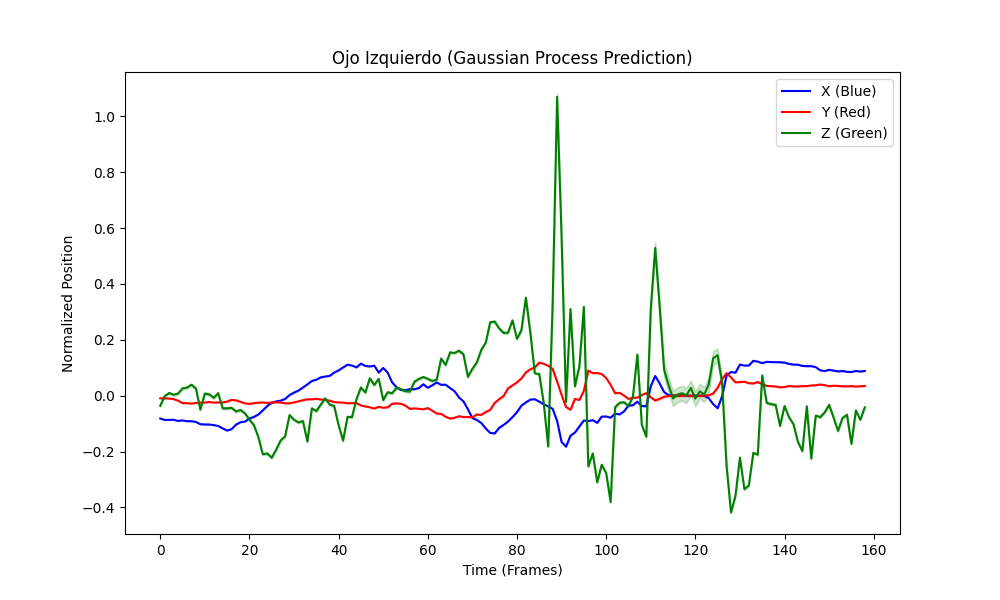 Ojo Izquierdo (Gaussian Process Prediction)
X (Blue)
Y (Red)
Z (Green)
Normalized Position
1.0
0.8
0.6
0.4
0.2
0.0
−0.2
−0.4
0 20 40 60 80 100 120 140 160
Time (Frames)